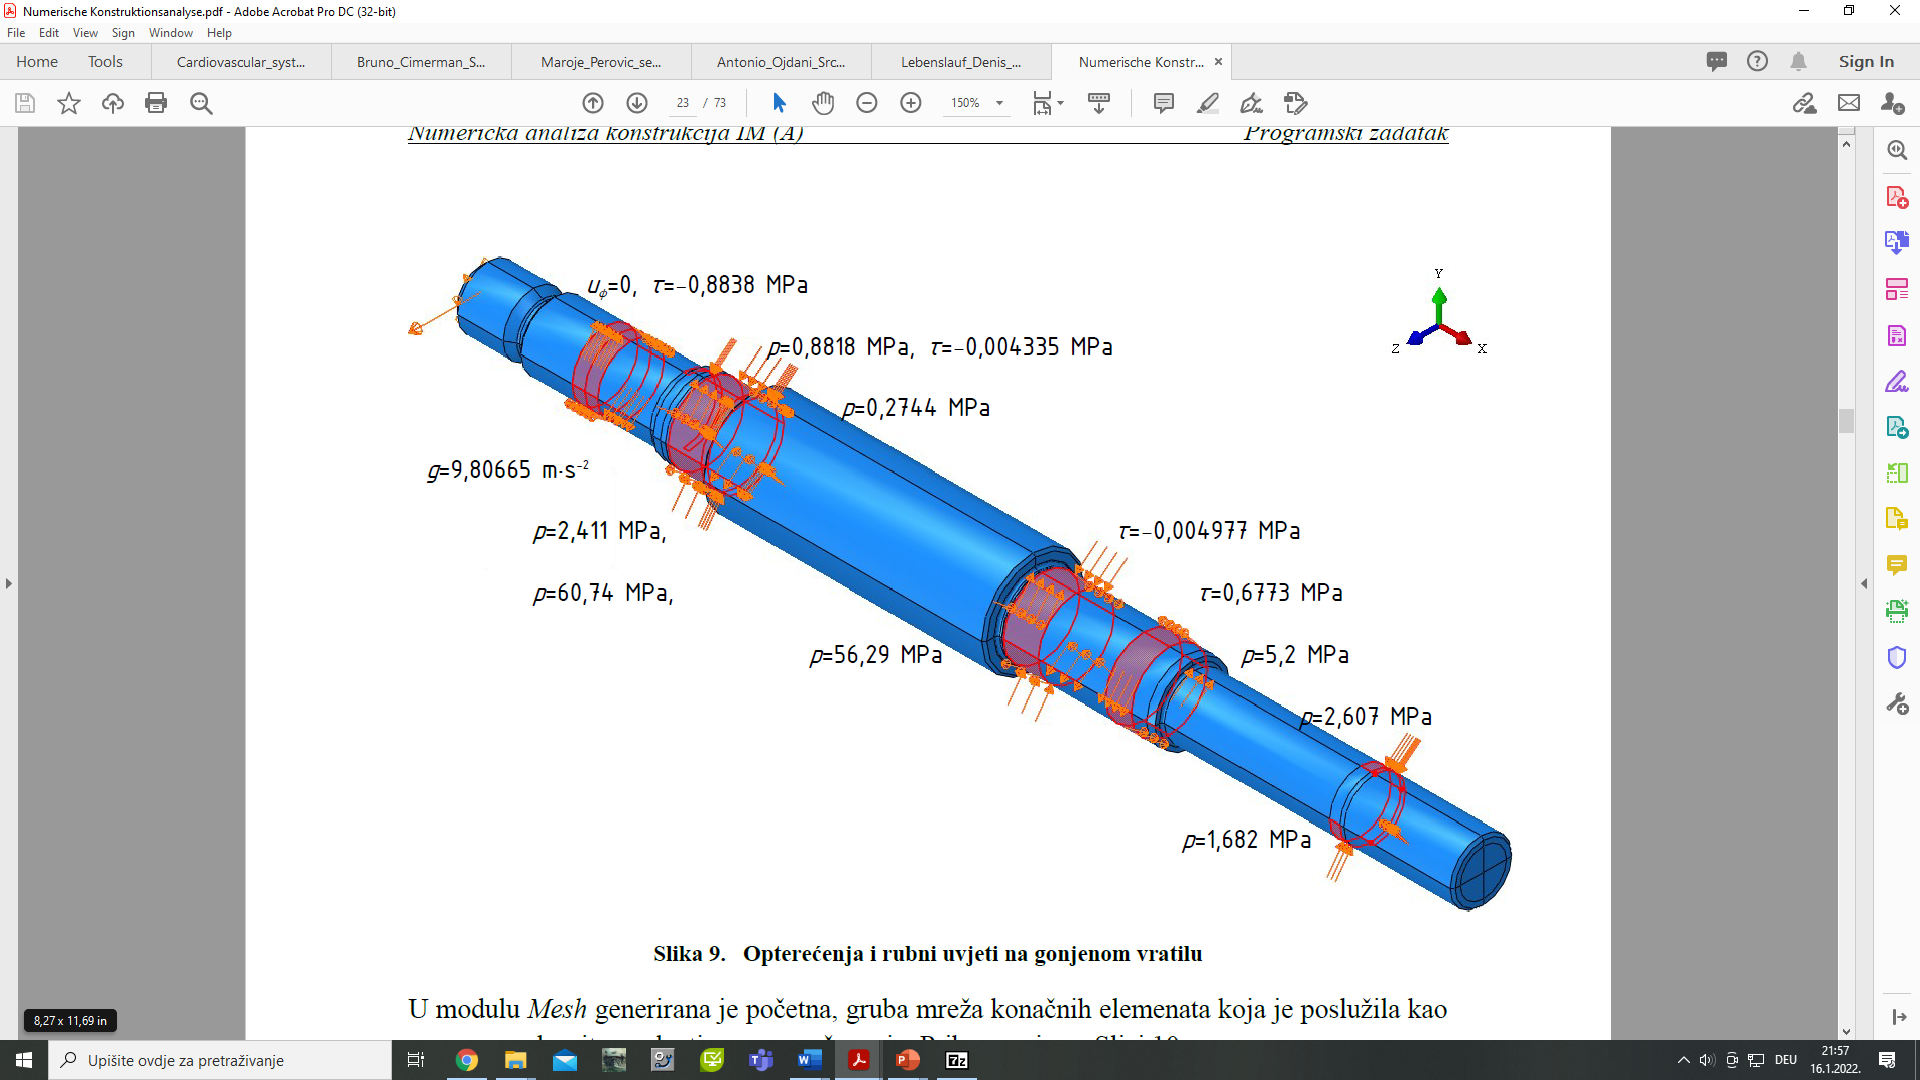 Numerische Konstruktionsanalyse.pdf - Adobe Acrobat Pro DC (32-bit)
File Edit View Sign Window Help
Home Tools Cardiovascular_syst... Bruno_Cimerman_S... Maroje_Perovic_se... Antonio_Ojdani_Src... Lebenslauf_Denis_... Numerische Konstr... × Sign In
23 / 73 150%
Numerička analiza konstrukcija IM (A) Programski zadatak
uφ=0, τ=−0,8838 MPa
p=0,8818 MPa, τ=−0,004335 MPa
p=0,2744 MPa
Y
Z X
g=9,80665 m·s⁻²
p=2,411 MPa, τ=−0,004977 MPa
p=60,74 MPa, τ=0,6773 MPa
p=56,29 MPa p=5,2 MPa
p=2,607 MPa
p=1,682 MPa
Slika 9. Opterećenja i rubni uvjeti na gonjenom vratilu
U modulu Mesh generirana je početna, gruba mreža konačnih elemenata koja je poslužila kao
8,27 x 11,69 in
Upišite ovdje za pretraživanje
7z
DEU
21:57
16.1.2022.